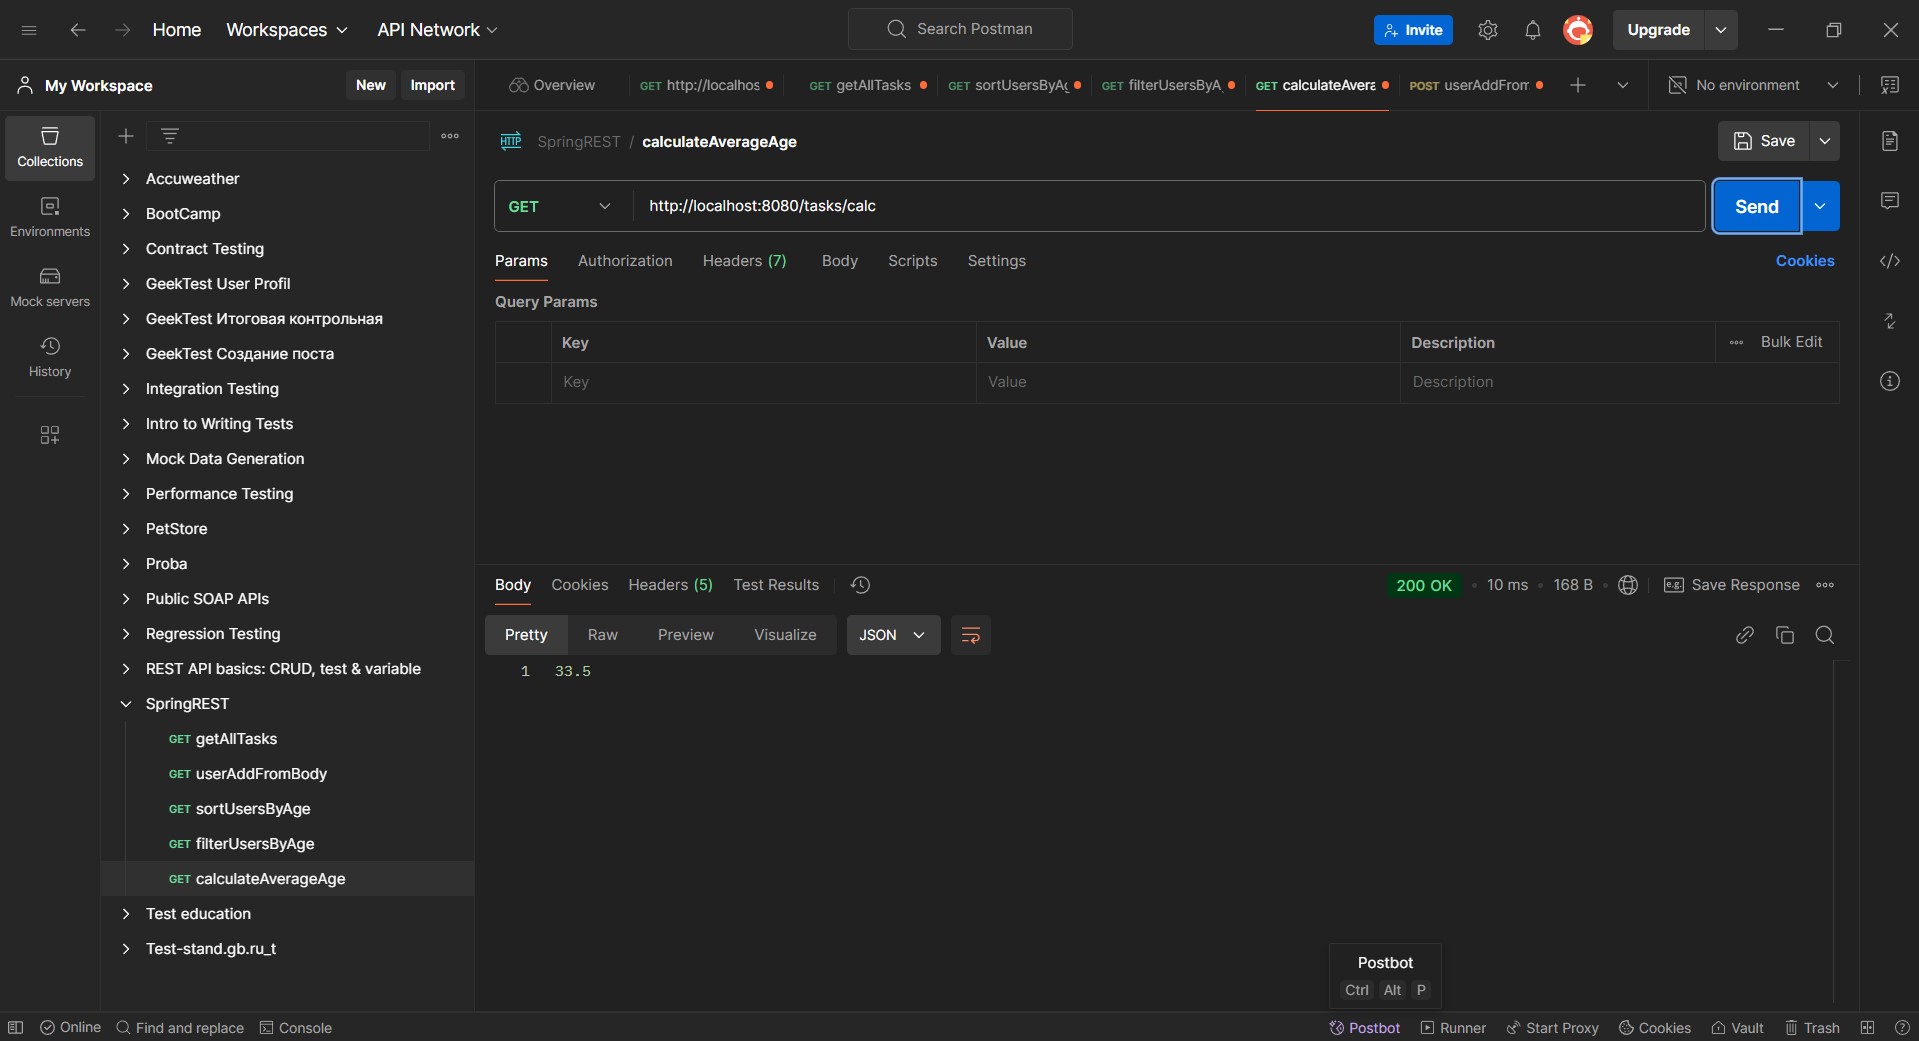 Home
Workspaces
API Network
Search Postman
Invite
Upgrade
My Workspace
New
Import
Overview
GET http://localhos
GET getAllTasks
GET sortUsersByAg
GET filterUsersByA
GET calculateAvera
POST userAddFrom
No environment
Collections
Environments
Mock servers
History
Accuweather
BootCamp
Contract Testing
GeekTest User Profil
GeekTest Итоговая контрольная
GeekTest Создание поста
Integration Testing
Intro to Writing Tests
Mock Data Generation
Performance Testing
PetStore
Proba
Public SOAP APIs
Regression Testing
REST API basics: CRUD, test & variable
SpringREST
GET getAllTasks
GET userAddFromBody
GET sortUsersByAge
GET filterUsersByAge
GET calculateAverageAge
Test education
Test-stand.gb.ru_t
HTTP SpringREST / calculateAverageAge
Save
GET http://localhost:8080/tasks/calc
Send
Params Authorization Headers (7) Body Scripts Settings
Cookies
Query Params
Key Value Description Bulk Edit
Key Value Description
Body Cookies Headers (5) Test Results
200 OK 10 ms 168 B e.g. Save Response
Pretty Raw Preview Visualize JSON
1 33.5
Postbot
Ctrl Alt P
Online Find and replace Console
Postbot Runner Start Proxy Cookies Vault Trash